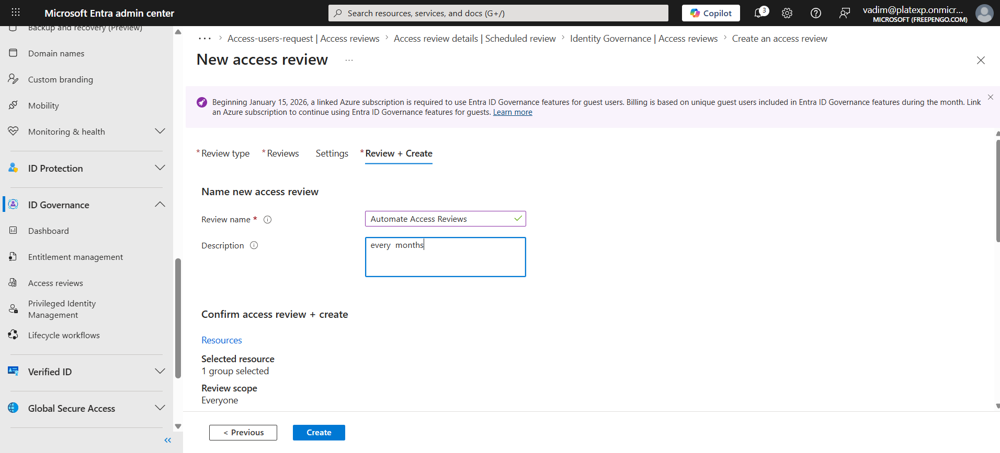 Microsoft Entra admin center
Search resources, services, and docs (G+/)
Copilot
3
vadim@platexp.onmicr...
MICROSOFT (FREEPENGO.COM)
Backup and recovery (Preview)
Domain names
Custom branding
Mobility
Monitoring & health
ID Protection
ID Governance
Dashboard
Entitlement management
Access reviews
Privileged Identity
Management
Lifecycle workflows
Verified ID
Global Secure Access
... > Access-users-request | Access reviews > Access review details | Scheduled review > Identity Governance | Access reviews > Create an access review
New access review ...
Beginning January 15, 2026, a linked Azure subscription is required to use Entra ID Governance features for guest users. Billing is based on unique guest users included in Entra ID Governance features during the month. Link
an Azure subscription to continue using Entra ID Governance features for guests. Learn more
*Review type *Reviews Settings *Review + Create
Name new access review
Review name *
Automate Access Reviews
Description
every  months
Confirm access review + create
Resources
Selected resource
1 group selected
Review scope
Everyone
< Previous
Create